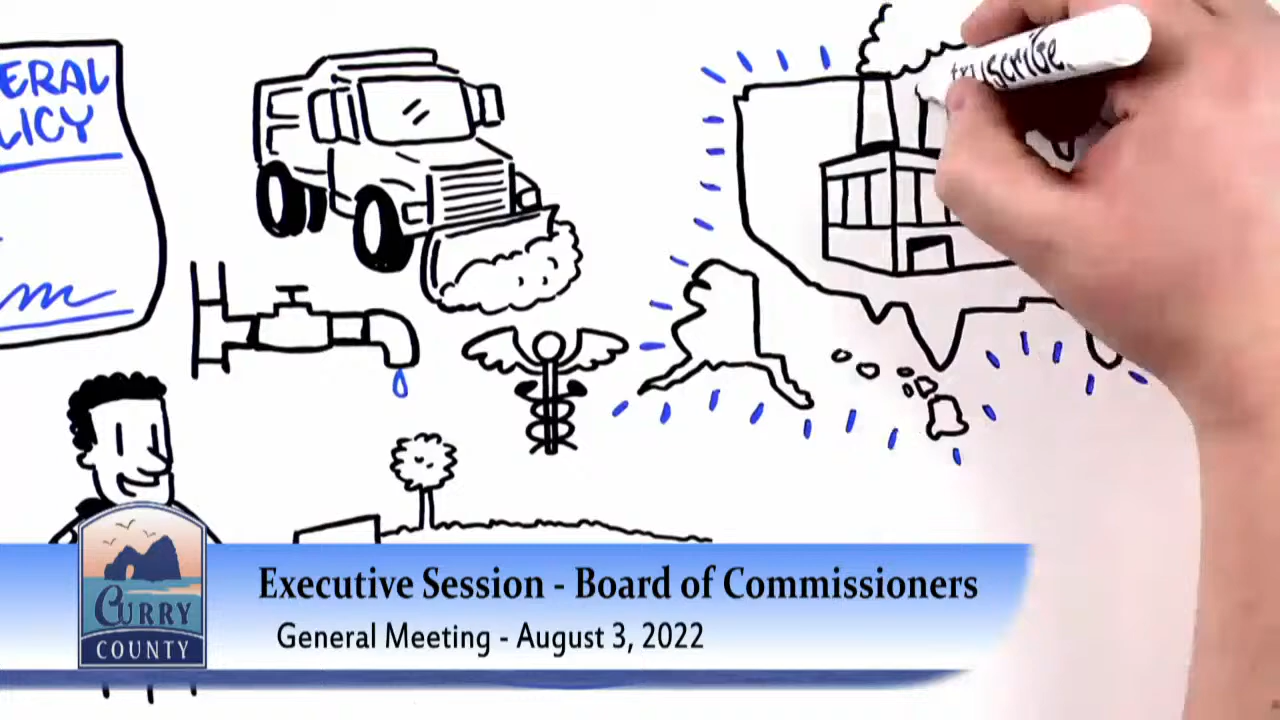 ERAL
LICY
truscribe
CURRY
COUNTY
Executive Session - Board of Commissioners
General Meeting - August 3, 2022